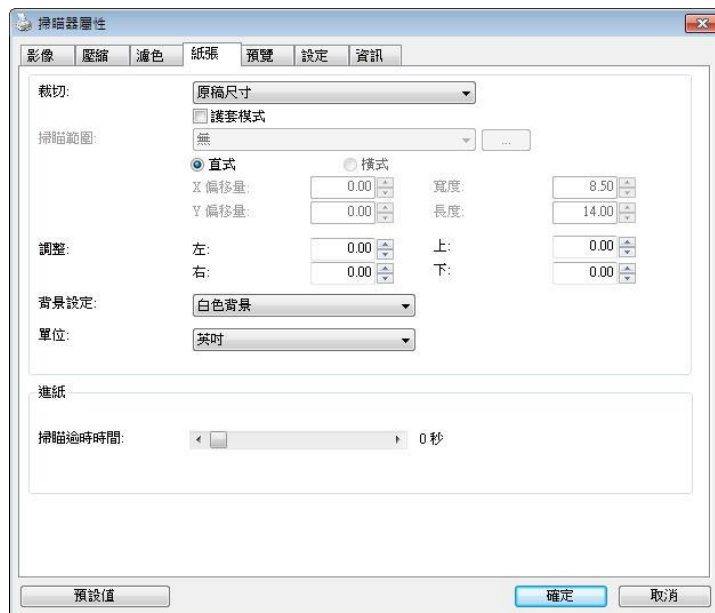 掃瞄器屬性
影像 壓縮 濾色 紙張 預覽 設定 資訊
裁切: 原稿尺寸
護套模式
掃瞄範圍: 無 ...
直式 橫式
X 偏移量: 0.00 寬度: 8.50
Y 偏移量: 0.00 長度: 14.00
調整: 左: 0.00 上: 0.00
右: 0.00 下: 0.00
背景設定: 白色背景
單位: 英吋
進紙
掃瞄逾時時間: 0 秒
預設值 確定 取消